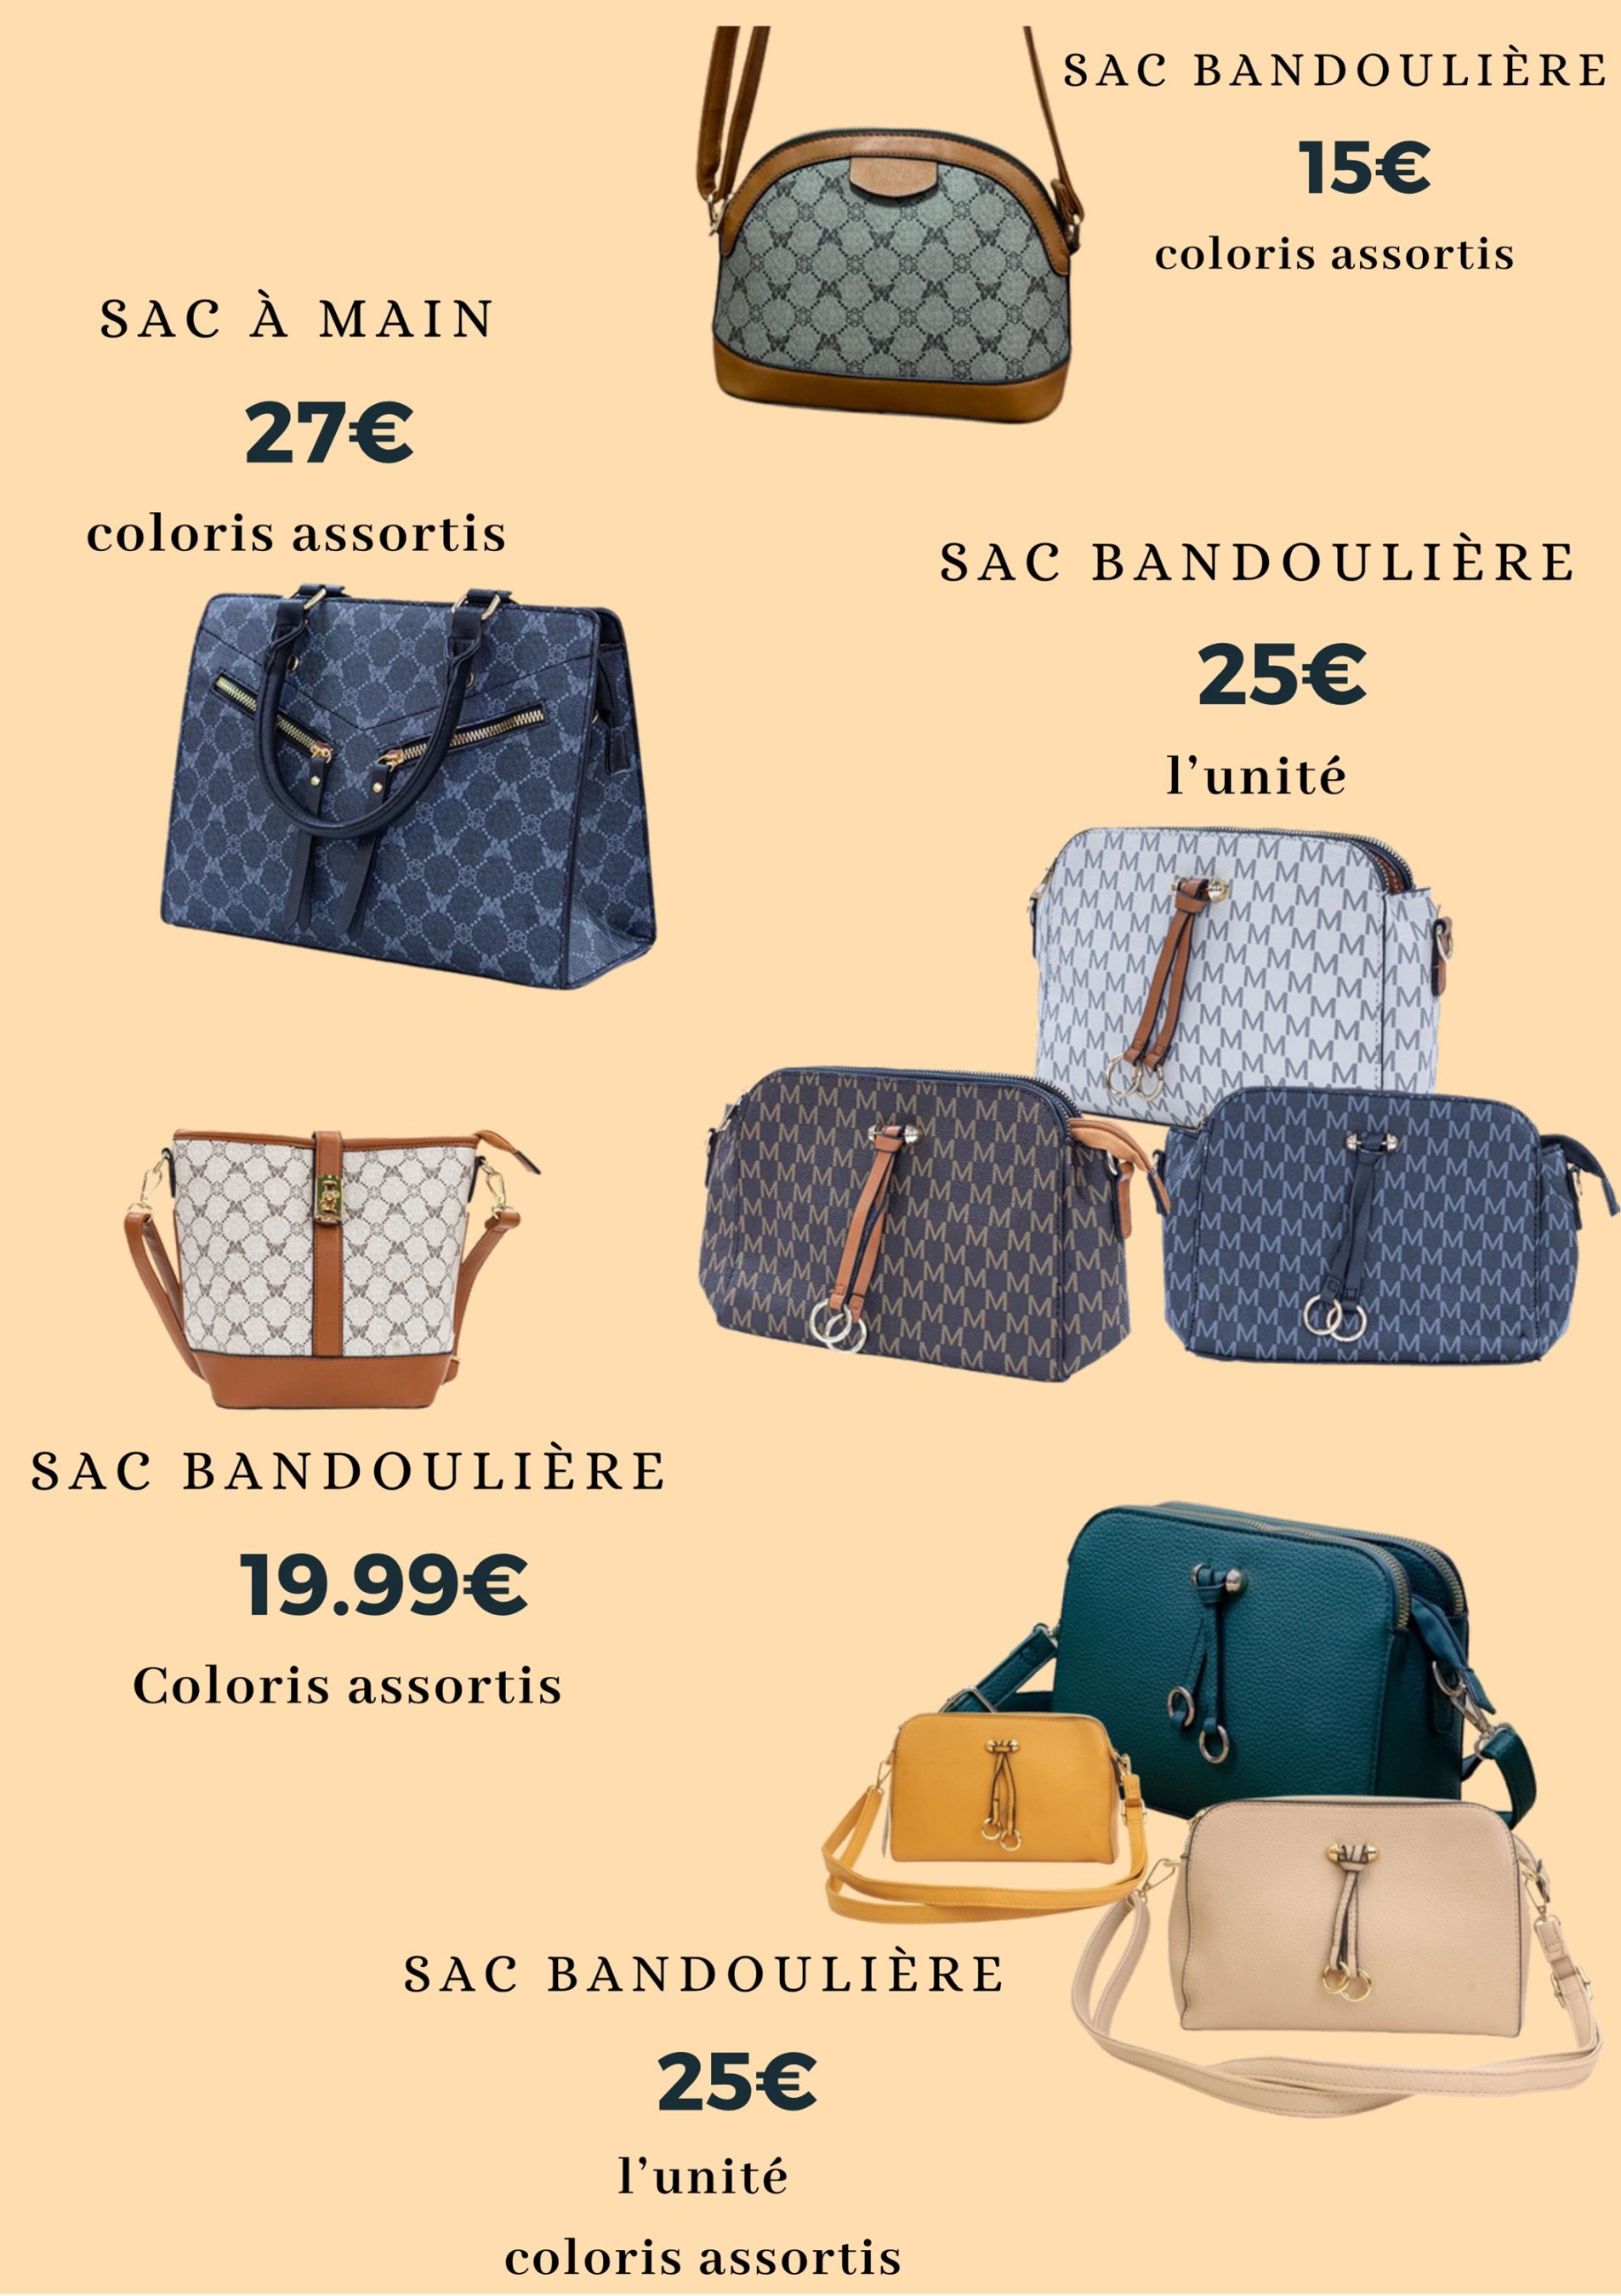 SAC BANDOULIÈRE
15€
coloris assortis
SAC À MAIN
27€
coloris assortis
SAC BANDOULIÈRE
25€
l’unité
SAC BANDOULIÈRE
19.99€
Coloris assortis
SAC BANDOULIÈRE
25€
l’unité
coloris assortis